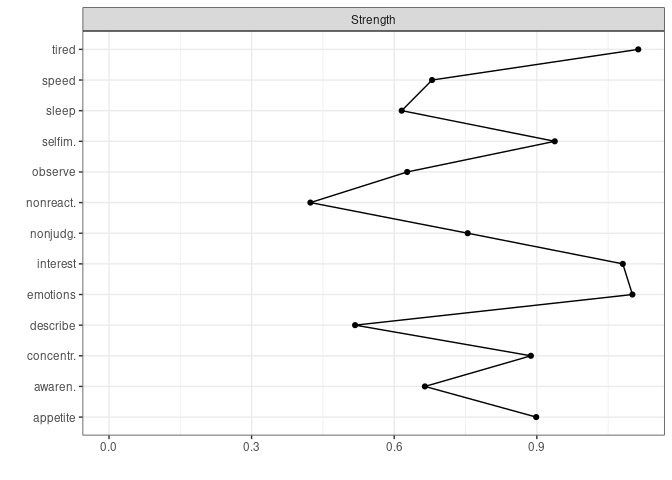 Strength
tired
speed
sleep
selfim.
observe
nonreact.
nonjudg.
interest
emotions
describe
concentr.
awaren.
appetite
0.0 0.3 0.6 0.9